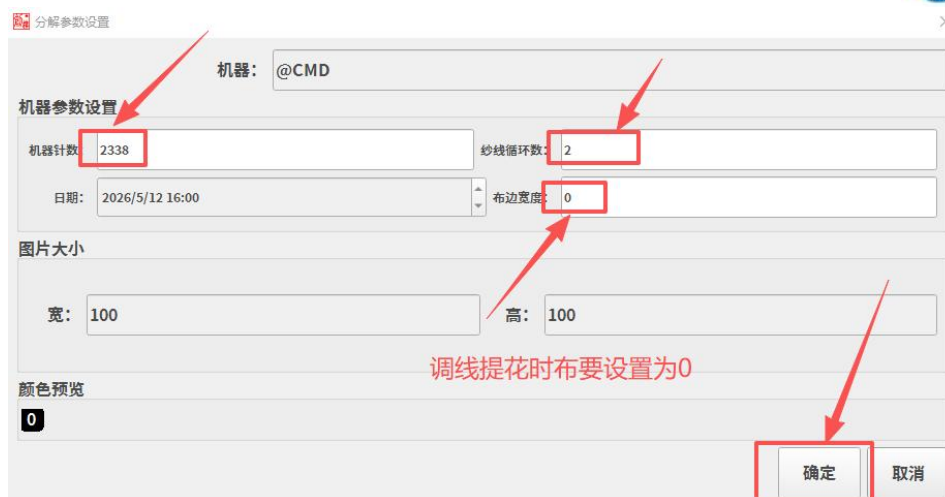 分解参数设置
机器： @CMD
机器参数设置
机器针数 2338 纱线循环数： 2
日期： 2026/5/12 16:00 布边宽度： 0
图片大小
宽： 100 高： 100
调线提花时布要设置为0
颜色预览
0
确定 取消